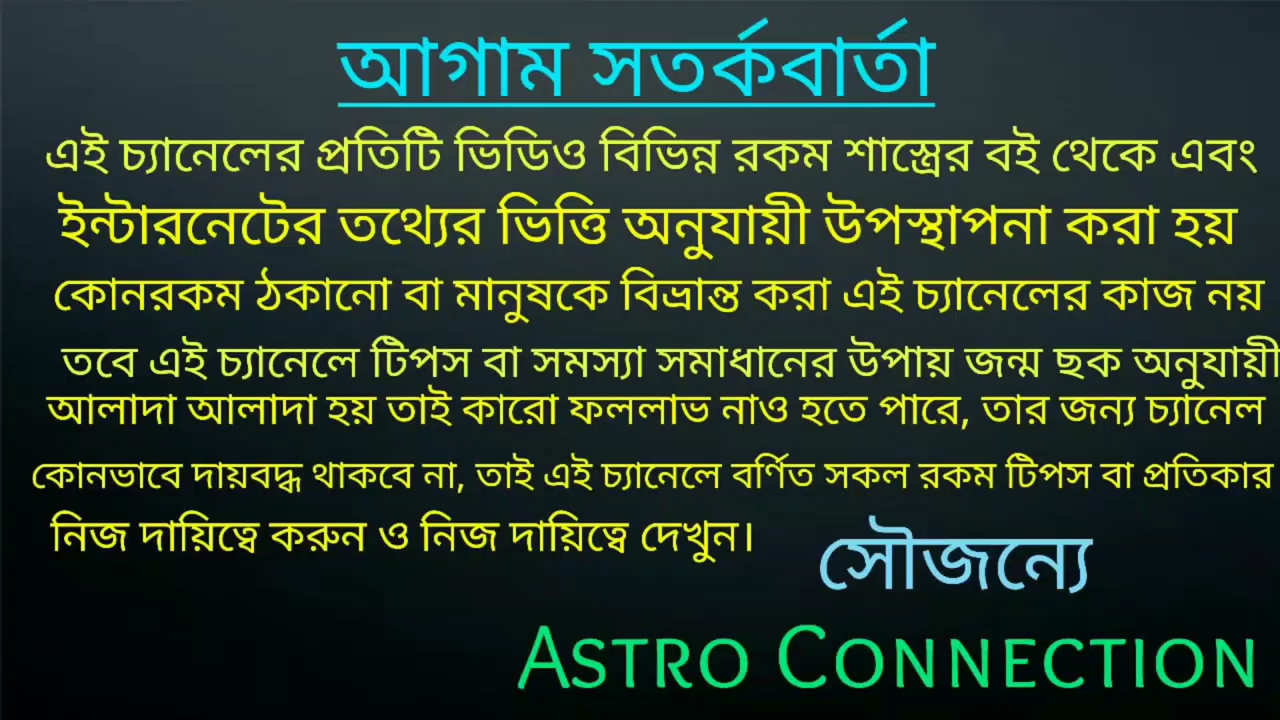 আগাম সতর্কবার্তা
এই চ্যানেলের প্রতিটি ভিডিও বিভিন্ন রকম শাস্ত্রের বই থেকে এবং
ইন্টারনেটের তথ্যের ভিত্তি অনুযায়ী উপস্থাপনা করা হয়
কোনরকম ঠকানো বা মানুষকে বিভ্রান্ত করা এই চ্যানেলের কাজ নয়
তবে এই চ্যানেলে টিপস বা সমস্যা সমাধানের উপায় জন্ম ছক অনুযায়ী
আলাদা আলাদা হয় তাই কারো ফললাভ নাও হতে পারে, তার জন্য চ্যানেল
কোনভাবে দায়বদ্ধ থাকবে না, তাই এই চ্যানেলে বর্ণিত সকল রকম টিপস বা প্রতিকার
নিজ দায়িত্বে করুন ও নিজ দায়িত্বে দেখুন।
সৌজন্যে
ASTRO CONNECTION